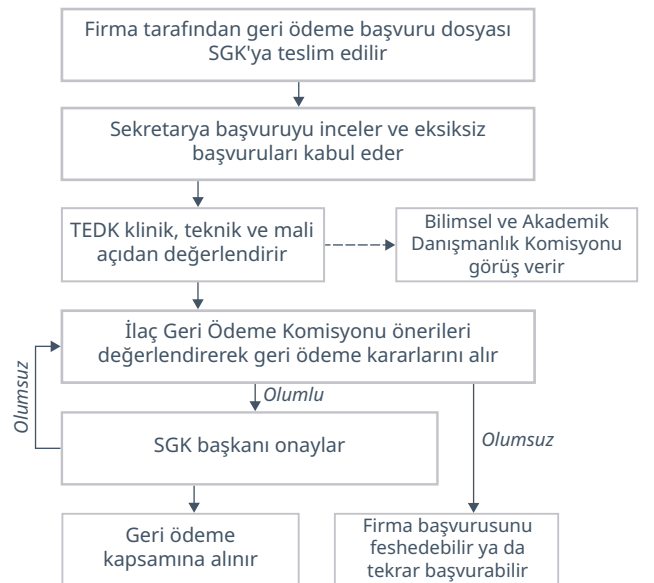 Firma tarafından geri ödeme başvuru dosyası
SGK'ya teslim edilir
Sekretarya başvuruyu inceler ve eksiksiz
başvuruları kabul eder
TEDK klinik, teknik ve mali
açıdan değerlendirir
Bilimsel ve Akademik
Danışmanlık Komisyonu
görüş verir
İlaç Geri Ödeme Komisyonu önerileri
değerlendirerek geri ödeme kararlarını alır
Olumsuz
Olumlu
SGK başkanı onaylar
Olumsuz
Geri ödeme
kapsamına alınır
Firma başvurusunu
feshedebilir ya da
tekrar başvurabilir